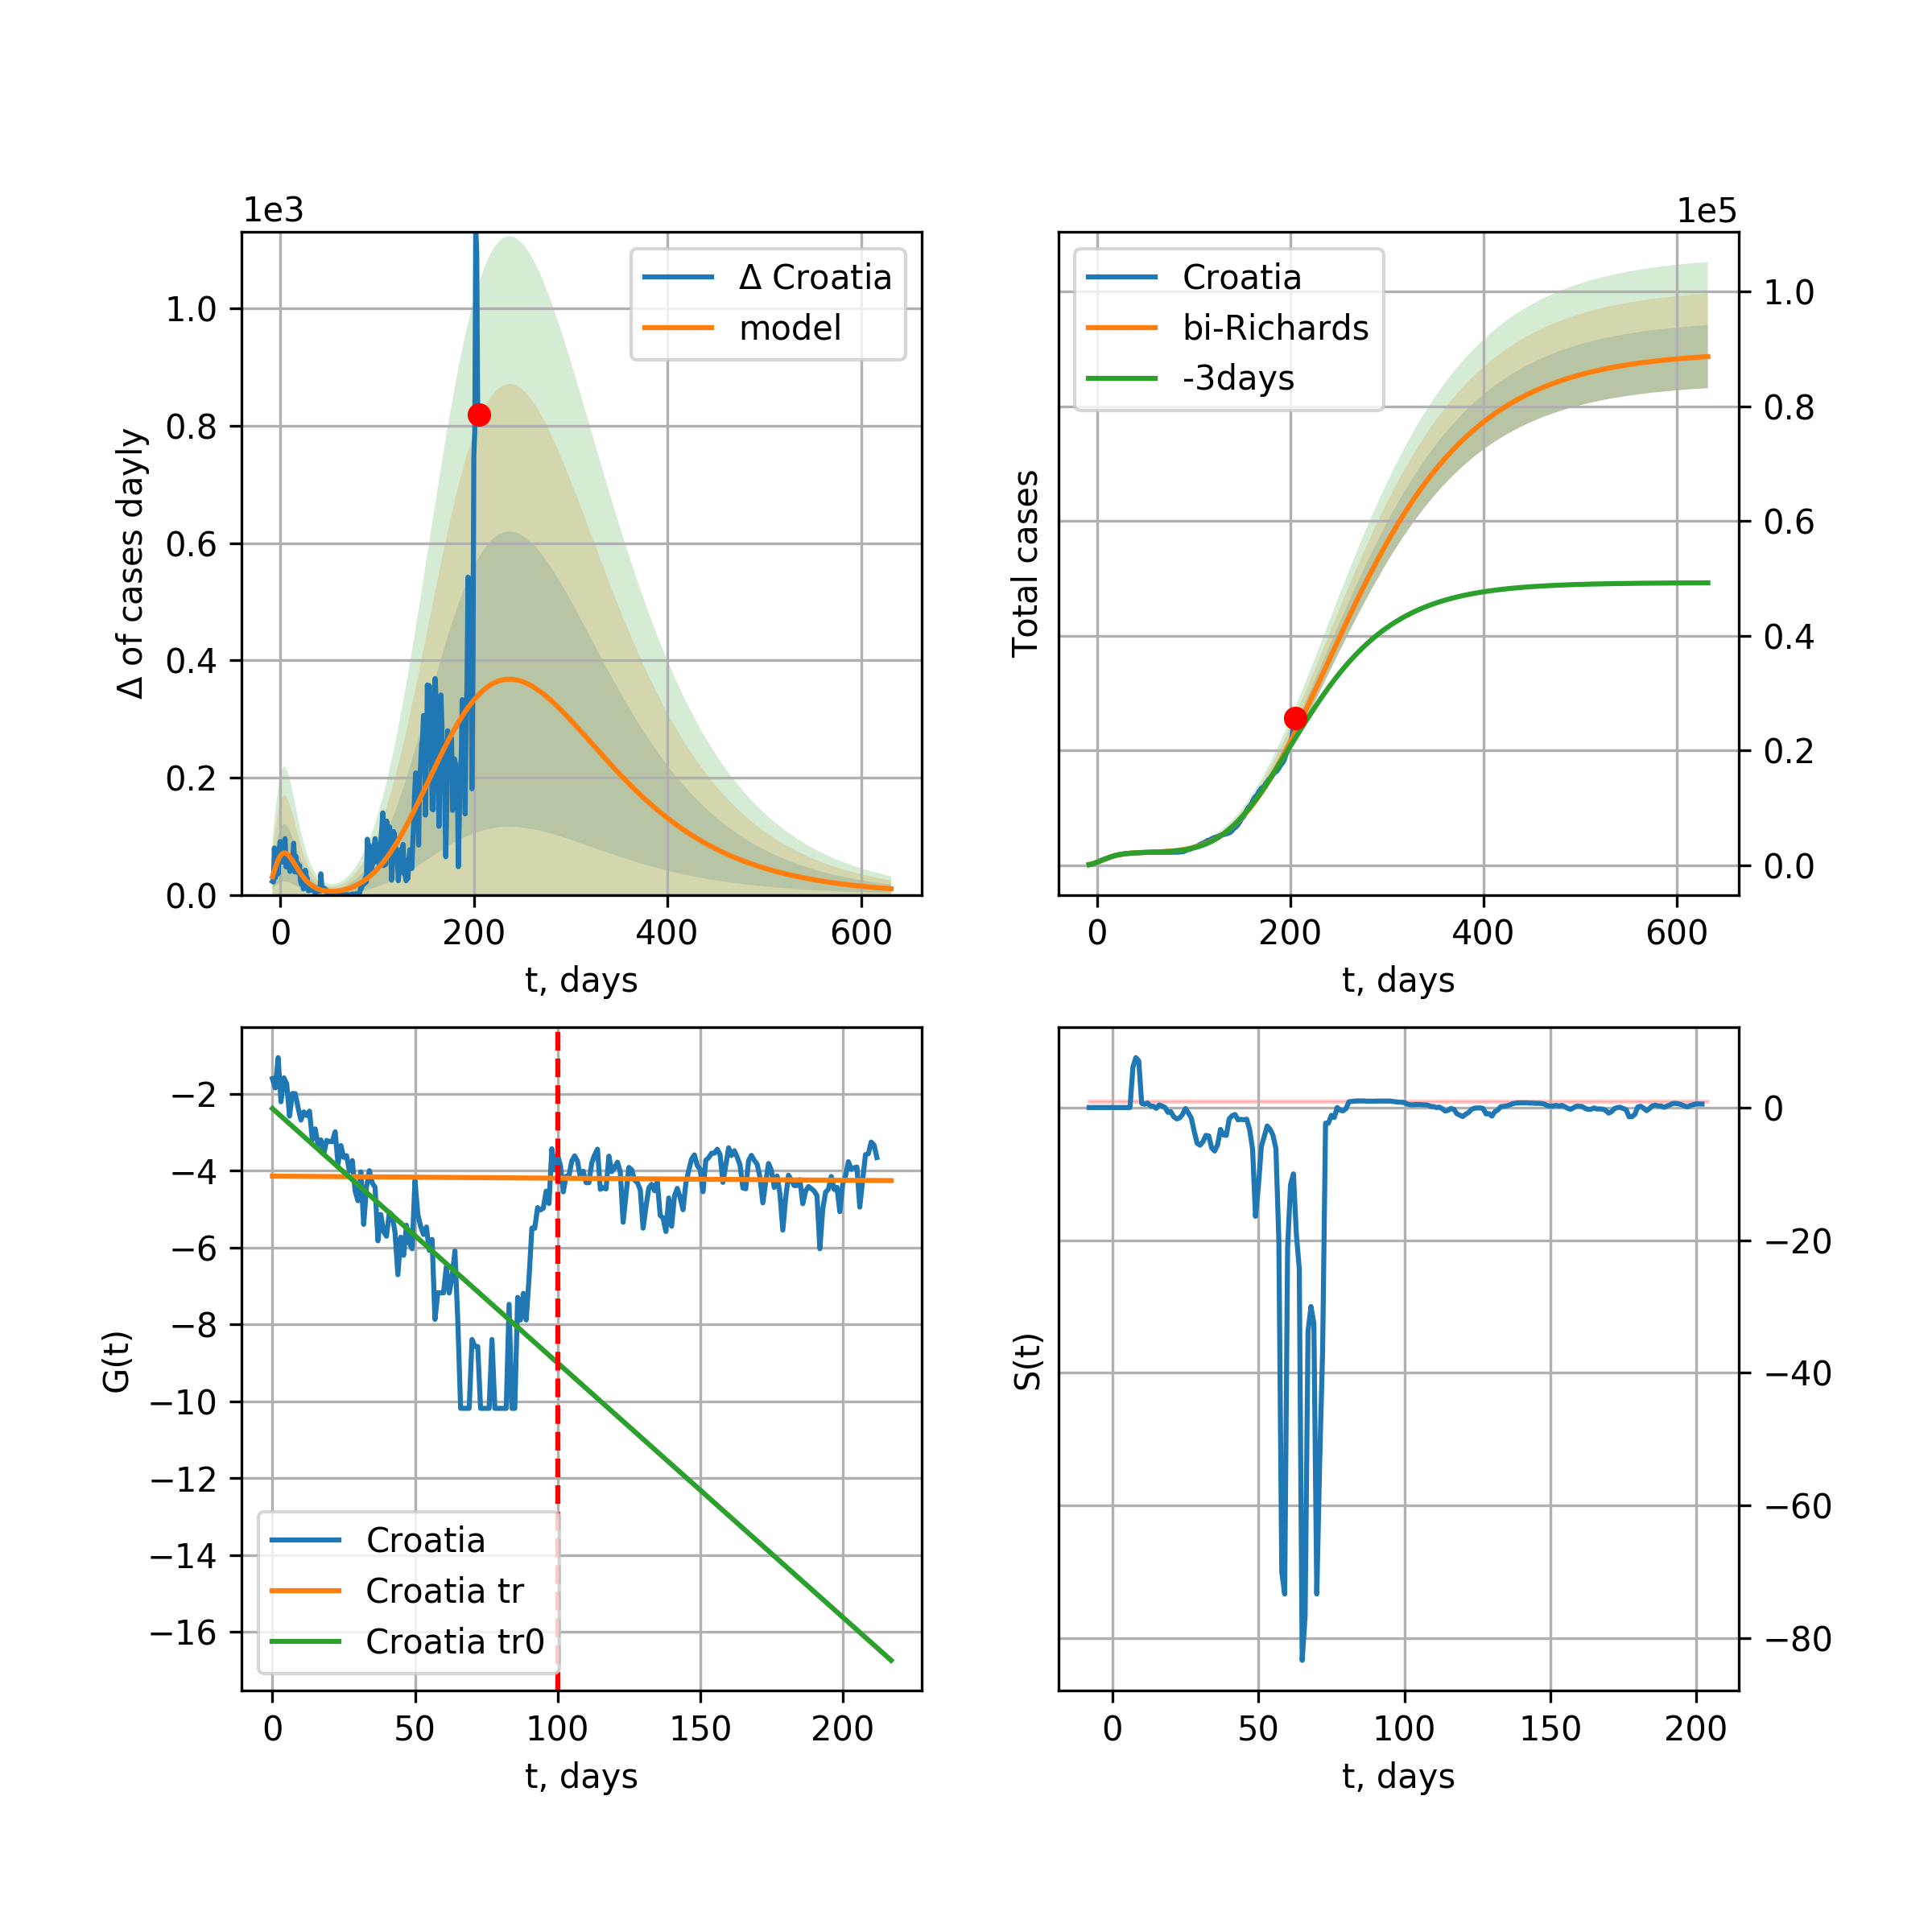 1e3
Δ of cases dayly
1.0
0.8
0.6
0.4
0.2
0.0
0 200 400 600
t, days
Δ Croatia
model
1e5
Total cases
1.0
0.8
0.6
0.4
0.2
0.0
0 200 400 600
t, days
Croatia
bi-Richards
-3days
G(t)
−2
−4
−6
−8
−10
−12
−14
−16
0 50 100 150 200
t, days
Croatia
Croatia tr
Croatia tr0
S(t)
0
−20
−40
−60
−80
0 50 100 150 200
t, days